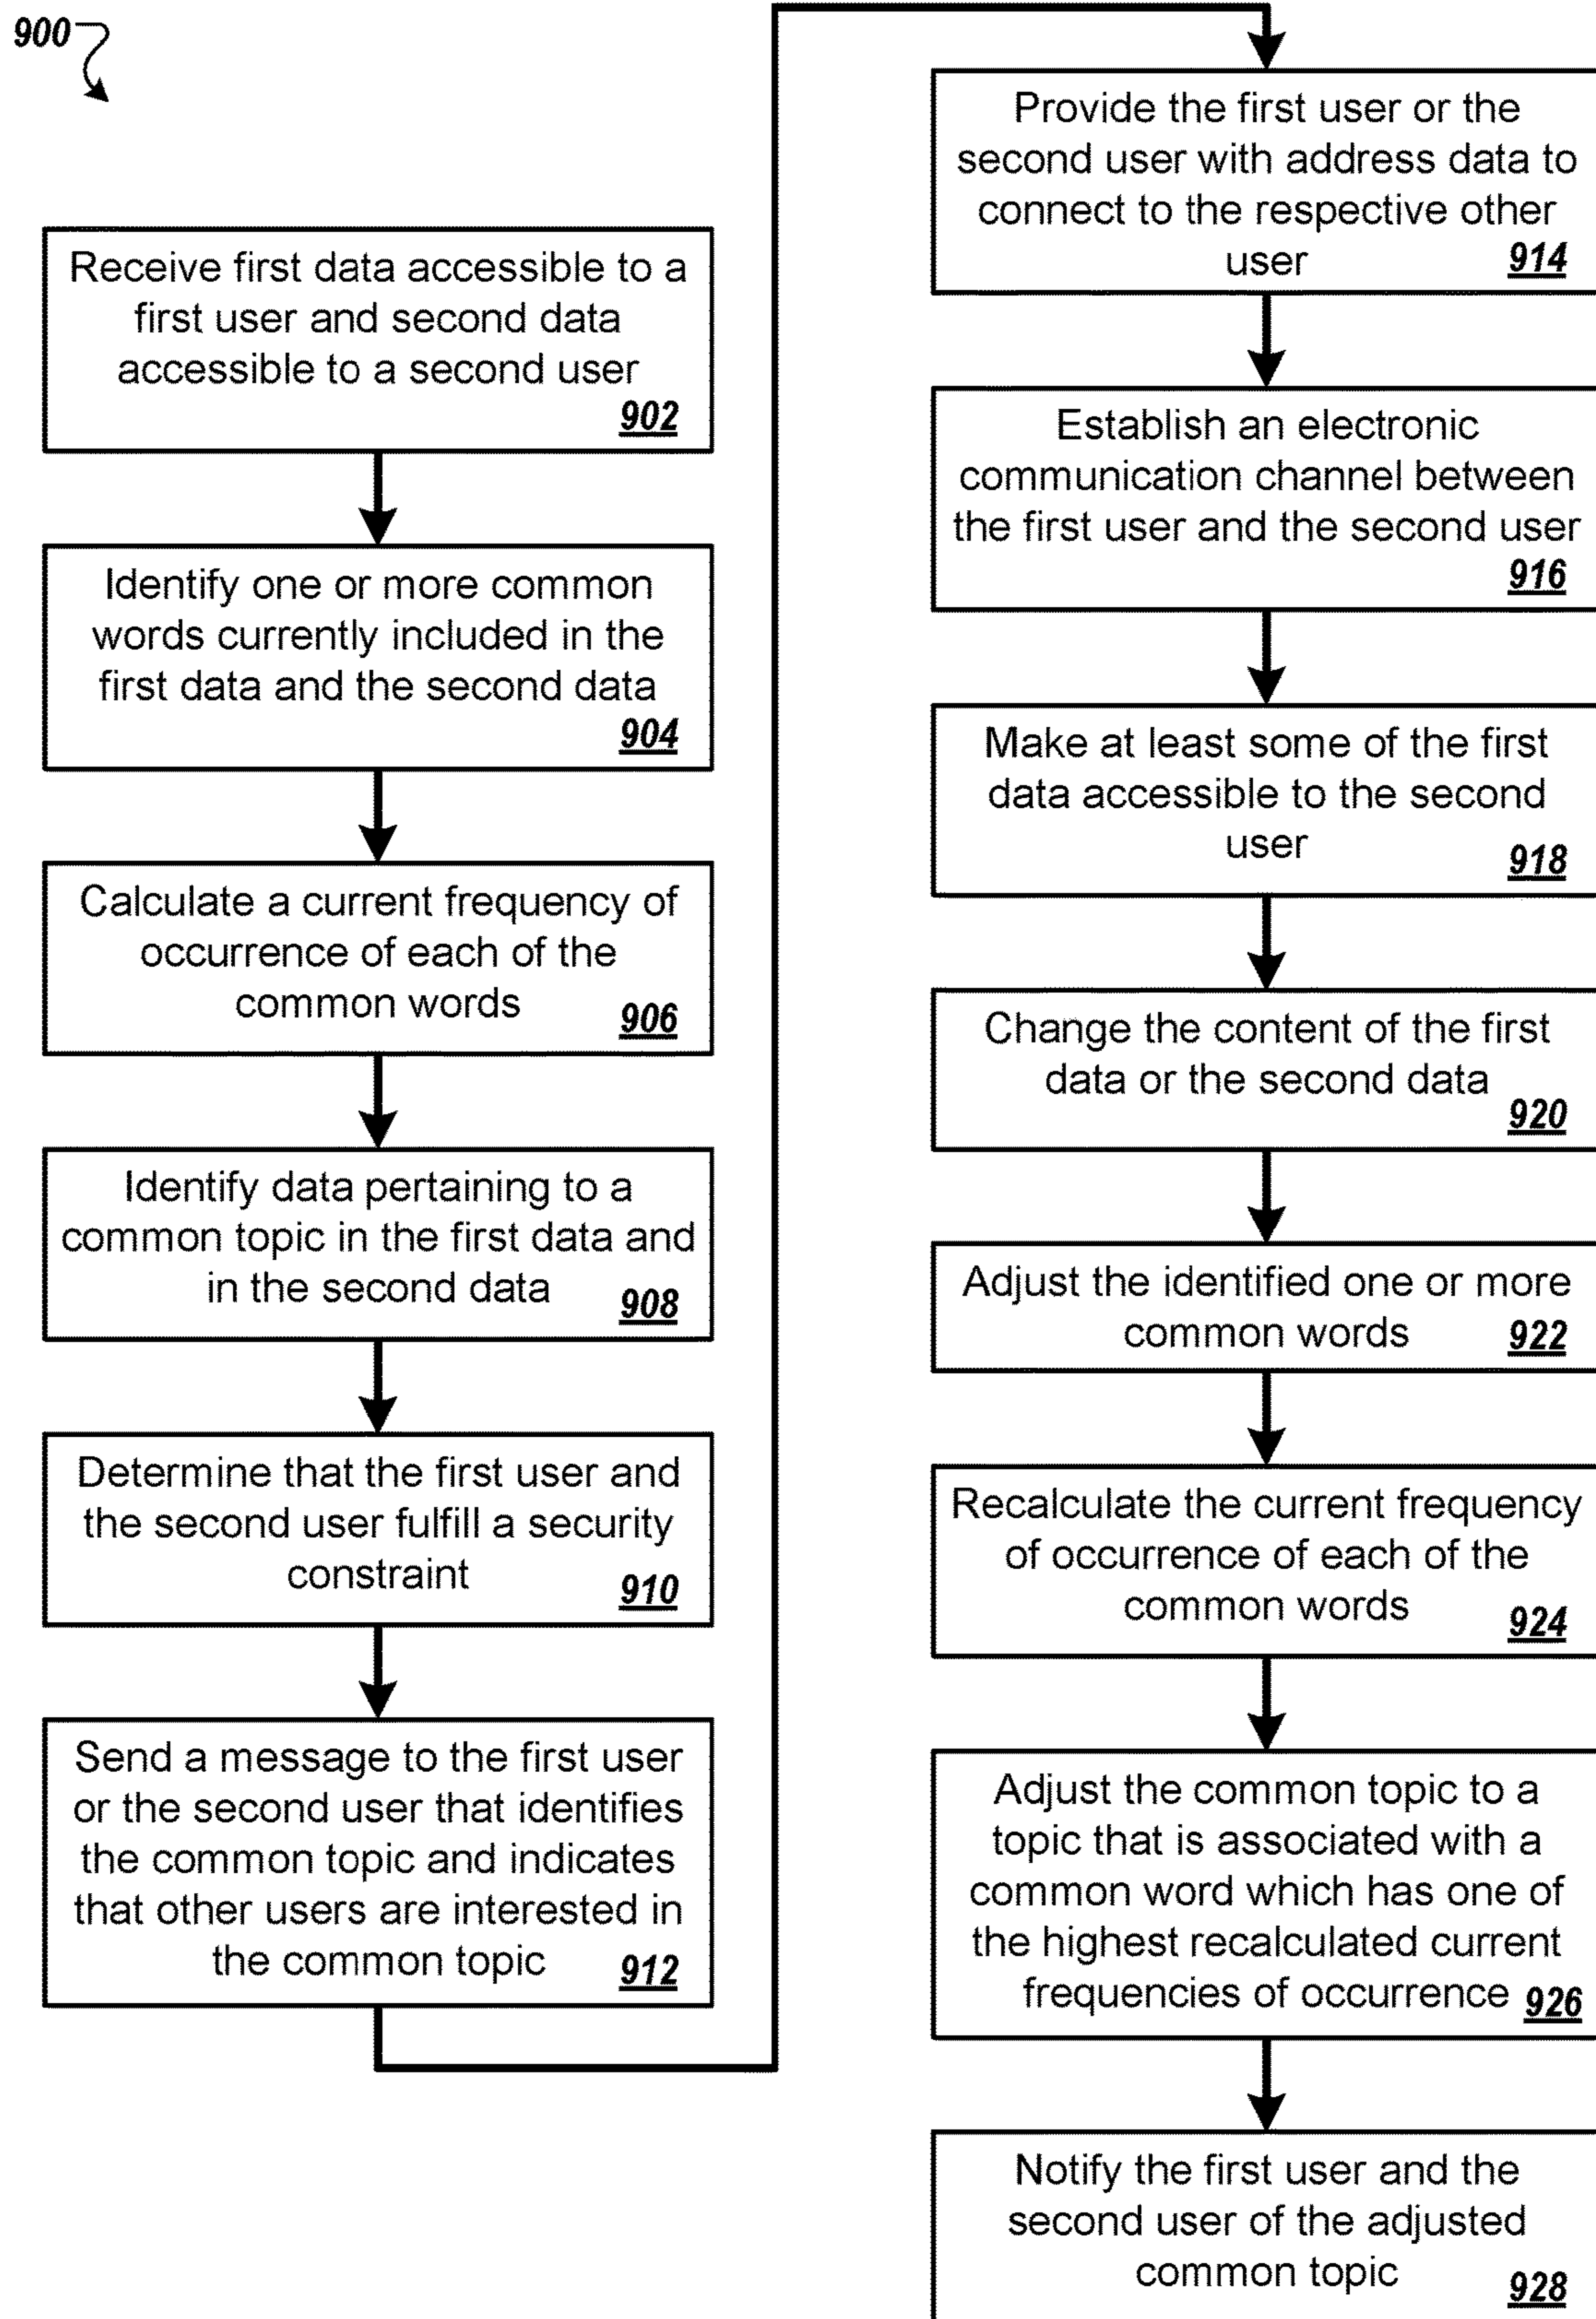 900
Receive first data accessible to a
first user and second data
accessible to a second user
902
Identify one or more common
words currently included in the
first data and the second data
904
Calculate a current frequency of
occurrence of each of the
common words 906
Identify data pertaining to a
common topic in the first data and
in the second data 908
Determine that the first user and
the second user fulfill a security
constraint 910
Send a message to the first user
or the second user that identifies
the common topic and indicates
that other users are interested in
the common topic 912
Provide the first user or the
second user with address data to
connect to the respective other
user 914
Establish an electronic
communication channel between
the first user and the second user
916
Make at least some of the first
data accessible to the second
user 918
Change the content of the first
data or the second data
920
Adjust the identified one or more
common words 922
Recalculate the current frequency
of occurrence of each of the
common words 924
Adjust the common topic to a
topic that is associated with a
common word which has one of
the highest recalculated current
frequencies of occurrence 926
Notify the first user and the
second user of the adjusted
common topic 928